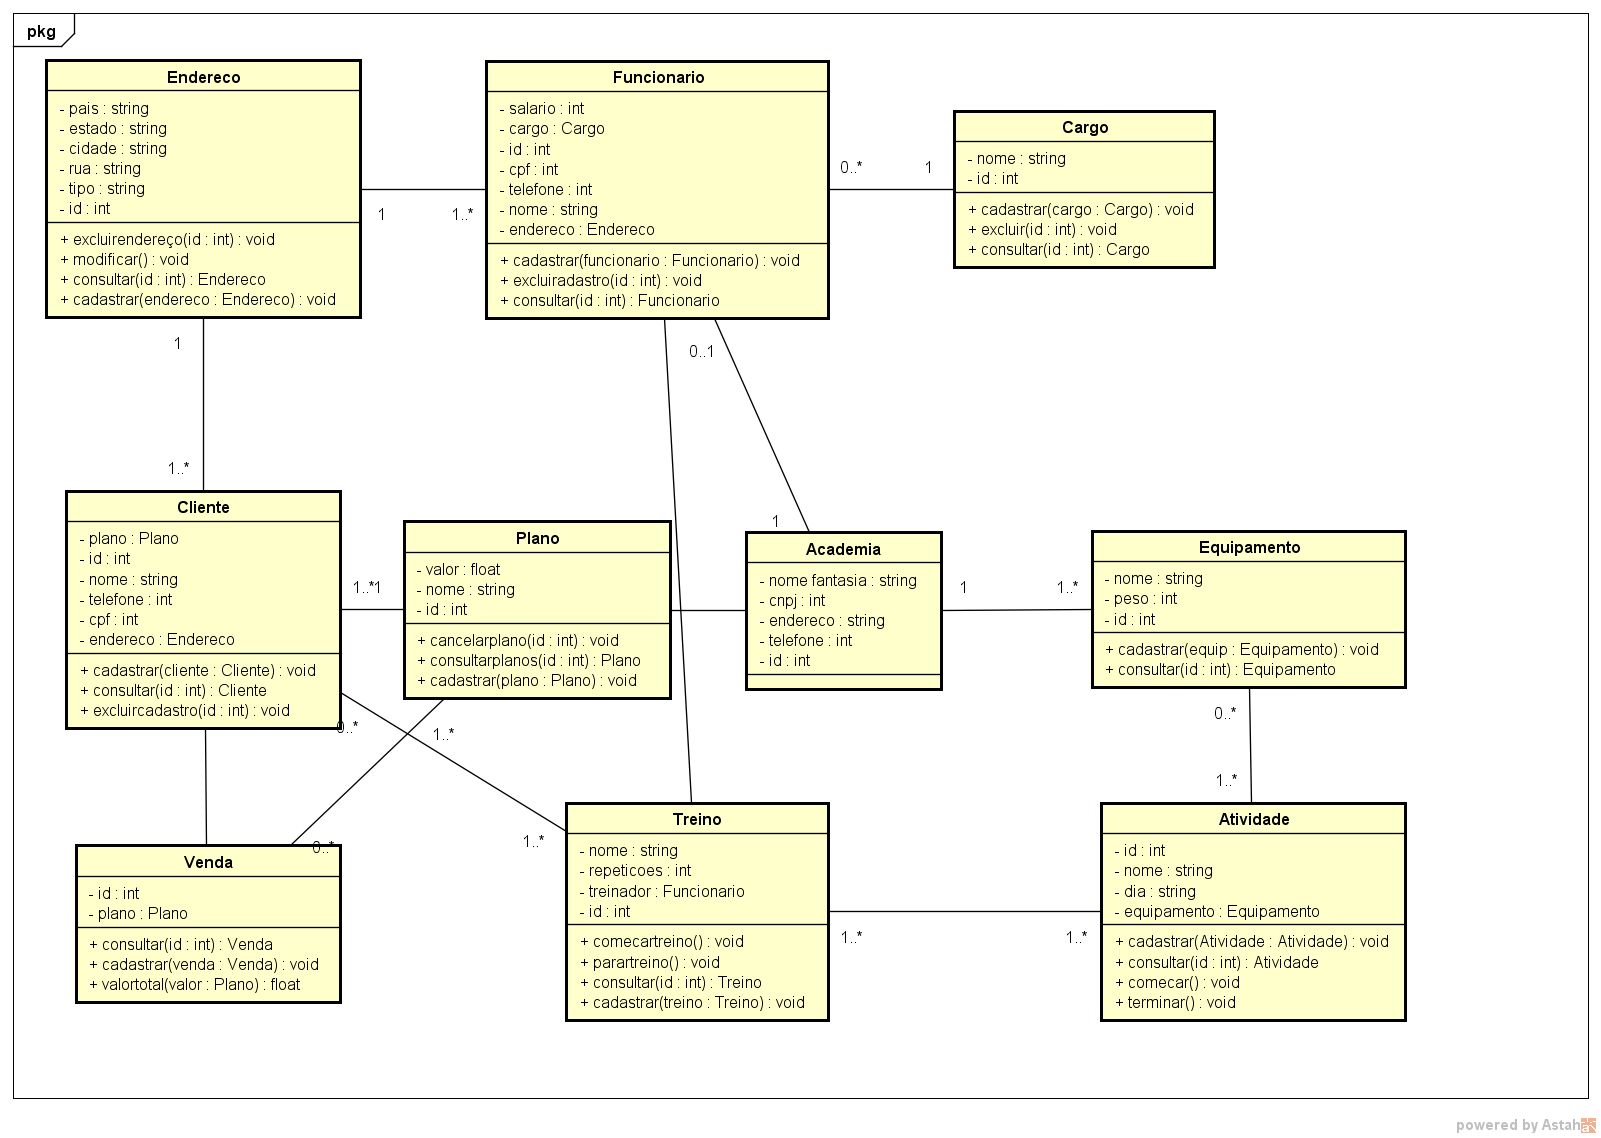 pkg
Endereco
- pais : string
- estado : string
- cidade : string
- rua : string
- tipo : string
- id : int
+ excluirendereço(id : int) : void
+ modificar() : void
+ consultar(id : int) : Endereco
+ cadastrar(endereco : Endereco) : void
Funcionario
- salario : int
- cargo : Cargo
- id : int
- cpf : int
- telefone : int
- nome : string
- endereco : Endereco
+ cadastrar(funcionario : Funcionario) : void
+ excluiradastro(id : int) : void
+ consultar(id : int) : Funcionario
Cargo
- nome : string
- id : int
+ cadastrar(cargo : Cargo) : void
+ excluir(id : int) : void
+ consultar(id : int) : Cargo
1
1..*
0..*
1
1
1..*
0..1
1
Cliente
- plano : Plano
- id : int
- nome : string
- telefone : int
- cpf : int
- endereco : Endereco
+ cadastrar(cliente : Cliente) : void
+ consultar(id : int) : Cliente
+ excluircadastro(id : int) : void
1..*
1
Plano
- valor : float
- nome : string
- id : int
+ cancelarplano(id : int) : void
+ consultarplanos(id : int) : Plano
+ cadastrar(plano : Plano) : void
Academia
- nome fantasia : string
- cnpj : int
- endereco : string
- telefone : int
- id : int
1
1..*
Equipamento
- nome : string
- peso : int
- id : int
+ cadastrar(equip : Equipamento) : void
+ consultar(id : int) : Equipamento
0..*
1..*
0..*
1..*
1..*
0..*
Venda
- id : int
- plano : Plano
+ consultar(id : int) : Venda
+ cadastrar(venda : Venda) : void
+ valortotal(valor : Plano) : float
Treino
- nome : string
- repeticoes : int
- treinador : Funcionario
- id : int
+ comecartreino() : void
+ parartreino() : void
+ consultar(id : int) : Treino
+ cadastrar(treino : Treino) : void
1..*
1..*
Atividade
- id : int
- nome : string
- dia : string
- equipamento : Equipamento
+ cadastrar(Atividade : Atividade) : void
+ consultar(id : int) : Atividade
+ comecar() : void
+ terminar() : void
powered by Astah